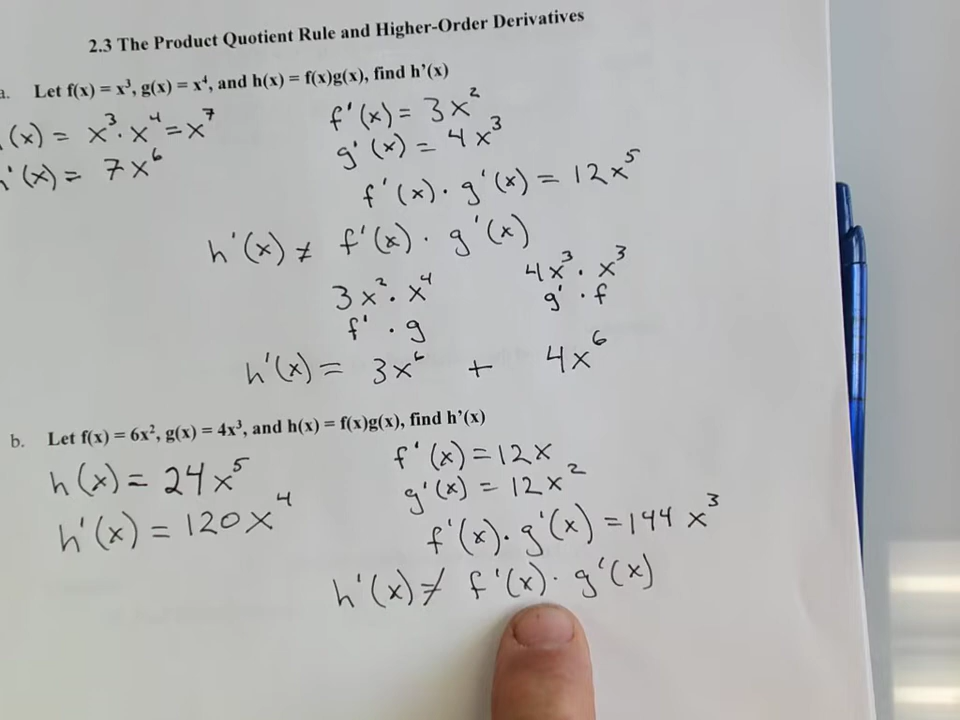 2.3 The Product Quotient Rule and Higher-Order Derivatives
a. Let f(x) = x³, g(x) = x⁴, and h(x) = f(x)g(x), find h'(x)
(x) = x³ · x⁴ = x⁷
h'(x) = 7x⁶
f'(x) = 3x²
g'(x) = 4x³
f'(x) · g'(x) = 12x⁵
h'(x) ≠ f'(x) · g'(x)
3x² · x⁴ 4x³ · x³
f' · g g' · f
h'(x) = 3x⁶ + 4x⁶
b. Let f(x) = 6x², g(x) = 4x³, and h(x) = f(x)g(x), find h'(x)
h(x) = 24x⁵
h'(x) = 120x⁴
f'(x) = 12x
g'(x) = 12x²
f'(x) · g'(x) = 144x³
h'(x) ≠ f'(x) · g'(x)